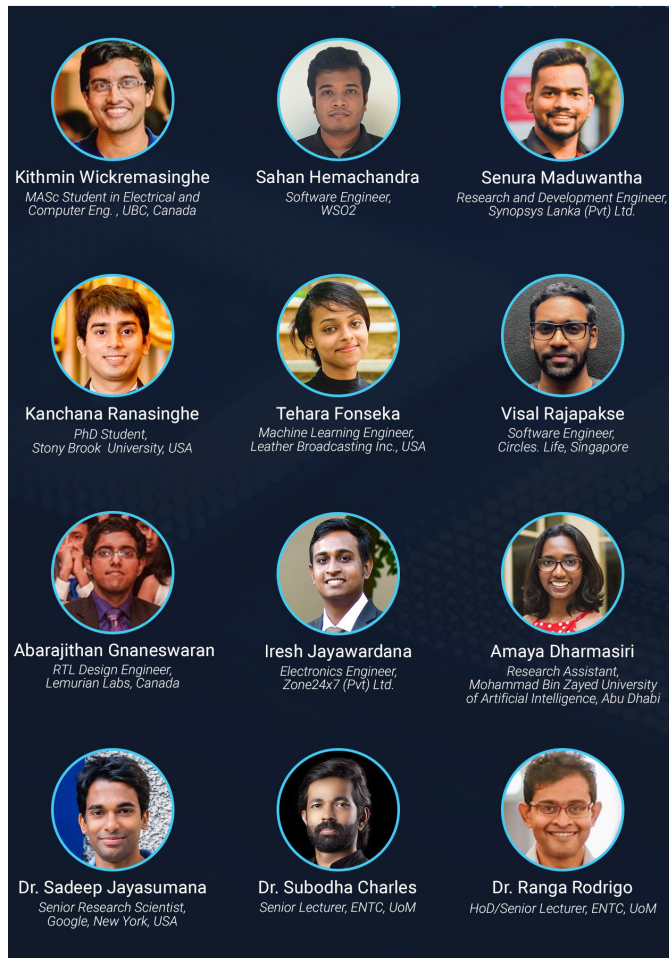 Kithmin Wickremasinghe
MASc Student in Electrical and
Computer Eng. , UBC, Canada
Sahan Hemachandra
Software Engineer,
WSO2
Senura Maduwantha
Research and Development Engineer,
Synopsys Lanka (Pvt) Ltd.
Kanchana Ranasinghe
PhD Student,
Stony Brook University, USA
Tehara Fonseka
Machine Learning Engineer,
Leather Broadcasting Inc., USA
Visal Rajapakse
Software Engineer,
Circles. Life, Singapore
Abarajithan Gnaneswaran
RTL Design Engineer,
Lemurian Labs, Canada
Iresh Jayawardana
Electronics Engineer,
Zone24x7 (Pvt) Ltd.
Amaya Dharmasiri
Research Assistant,
Mohammad Bin Zayed University
of Artificial Intelligence, Abu Dhabi
Dr. Sadeep Jayasumana
Senior Research Scientist,
Google, New York, USA
Dr. Subodha Charles
Senior Lecturer, ENTC, UoM
Dr. Ranga Rodrigo
HoD/Senior Lecturer, ENTC, UoM